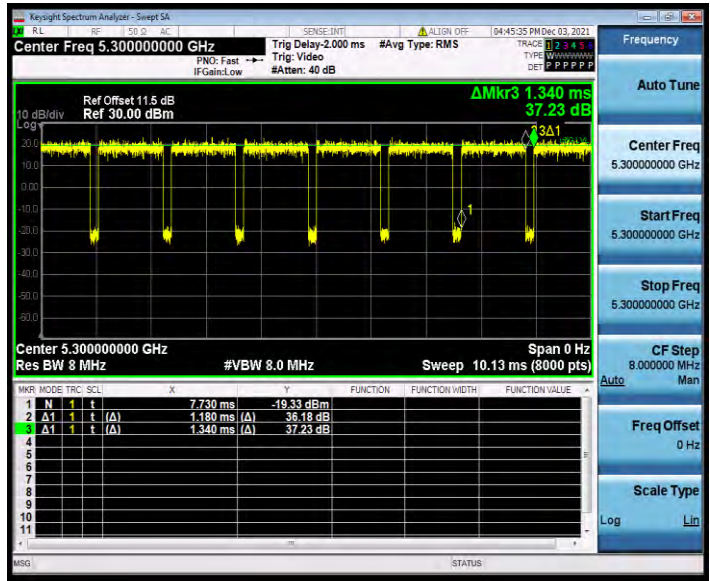 Keysight Spectrum Analyzer - Swept SA
RL RF 50 Ω AC SENSE:INT ALIGN OFF 04:45:35 PM Dec 03, 2021
Center Freq 5.300000000 GHz
PNO: Fast
IFGain:Low
Trig Delay-2.000 ms
Trig: Video
#Atten: 40 dB
#Avg Type: RMS
TRACE 1 2 3 4 5 6
TYPE WWWWWW
DET P P P P P P
Frequency
Auto Tune
Center Freq
5.300000000 GHz
Start Freq
5.300000000 GHz
Stop Freq
5.300000000 GHz
CF Step
8.000000 MHz
Auto Man
Freq Offset
0 Hz
Scale Type
Log Lin
ΔMkr3 1.340 ms
37.23 dB
Ref Offset 11.5 dB
10 dB/div Ref 30.00 dBm
Log
20.0
10.0
0.00
-10.0
-20.0
-30.0
-40.0
-50.0
-60.0
3Δ1
1
Center 5.300000000 GHz Span 0 Hz
Res BW 8 MHz #VBW 8.0 MHz Sweep 10.13 ms (8000 pts)
MKR MODE TRC SCL X Y FUNCTION FUNCTION WIDTH FUNCTION VALUE
1 N 1 t 7.730 ms -19.33 dBm
2 Δ1 1 t (Δ) 1.180 ms (Δ) 36.18 dB
3 Δ1 1 t (Δ) 1.340 ms (Δ) 37.23 dB
4
5
6
7
8
9
10
11
MSG STATUS